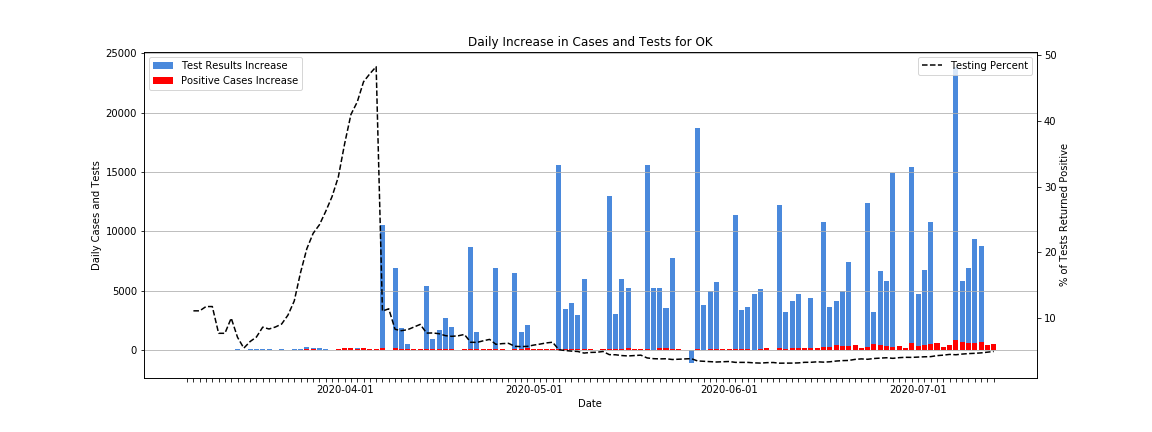 Daily Increase in Cases and Tests for OK
Test Results Increase
Positive Cases Increase
Testing Percent
25000
20000
15000
10000
5000
0
Daily Cases and Tests
50
40
30
20
10
% of Tests Returned Positive
2020-04-01
2020-05-01
2020-06-01
2020-07-01
Date